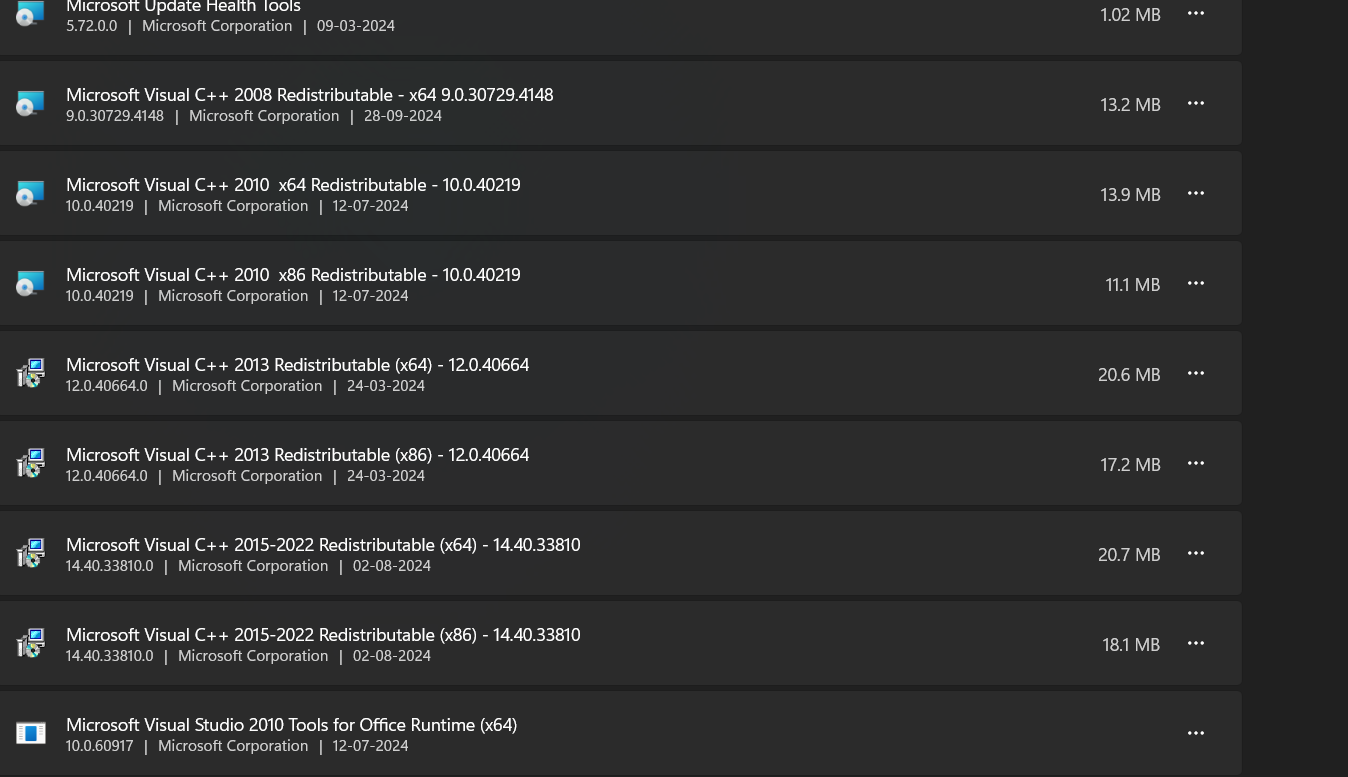 Microsoft Update Health Tools
5.72.0.0 | Microsoft Corporation | 09-03-2024
1.02 MB
Microsoft Visual C++ 2008 Redistributable - x64 9.0.30729.4148
9.0.30729.4148 | Microsoft Corporation | 28-09-2024
13.2 MB
Microsoft Visual C++ 2010  x64 Redistributable - 10.0.40219
10.0.40219 | Microsoft Corporation | 12-07-2024
13.9 MB
Microsoft Visual C++ 2010  x86 Redistributable - 10.0.40219
10.0.40219 | Microsoft Corporation | 12-07-2024
11.1 MB
Microsoft Visual C++ 2013 Redistributable (x64) - 12.0.40664
12.0.40664.0 | Microsoft Corporation | 24-03-2024
20.6 MB
Microsoft Visual C++ 2013 Redistributable (x86) - 12.0.40664
12.0.40664.0 | Microsoft Corporation | 24-03-2024
17.2 MB
Microsoft Visual C++ 2015-2022 Redistributable (x64) - 14.40.33810
14.40.33810.0 | Microsoft Corporation | 02-08-2024
20.7 MB
Microsoft Visual C++ 2015-2022 Redistributable (x86) - 14.40.33810
14.40.33810.0 | Microsoft Corporation | 02-08-2024
18.1 MB
Microsoft Visual Studio 2010 Tools for Office Runtime (x64)
10.0.60917 | Microsoft Corporation | 12-07-2024